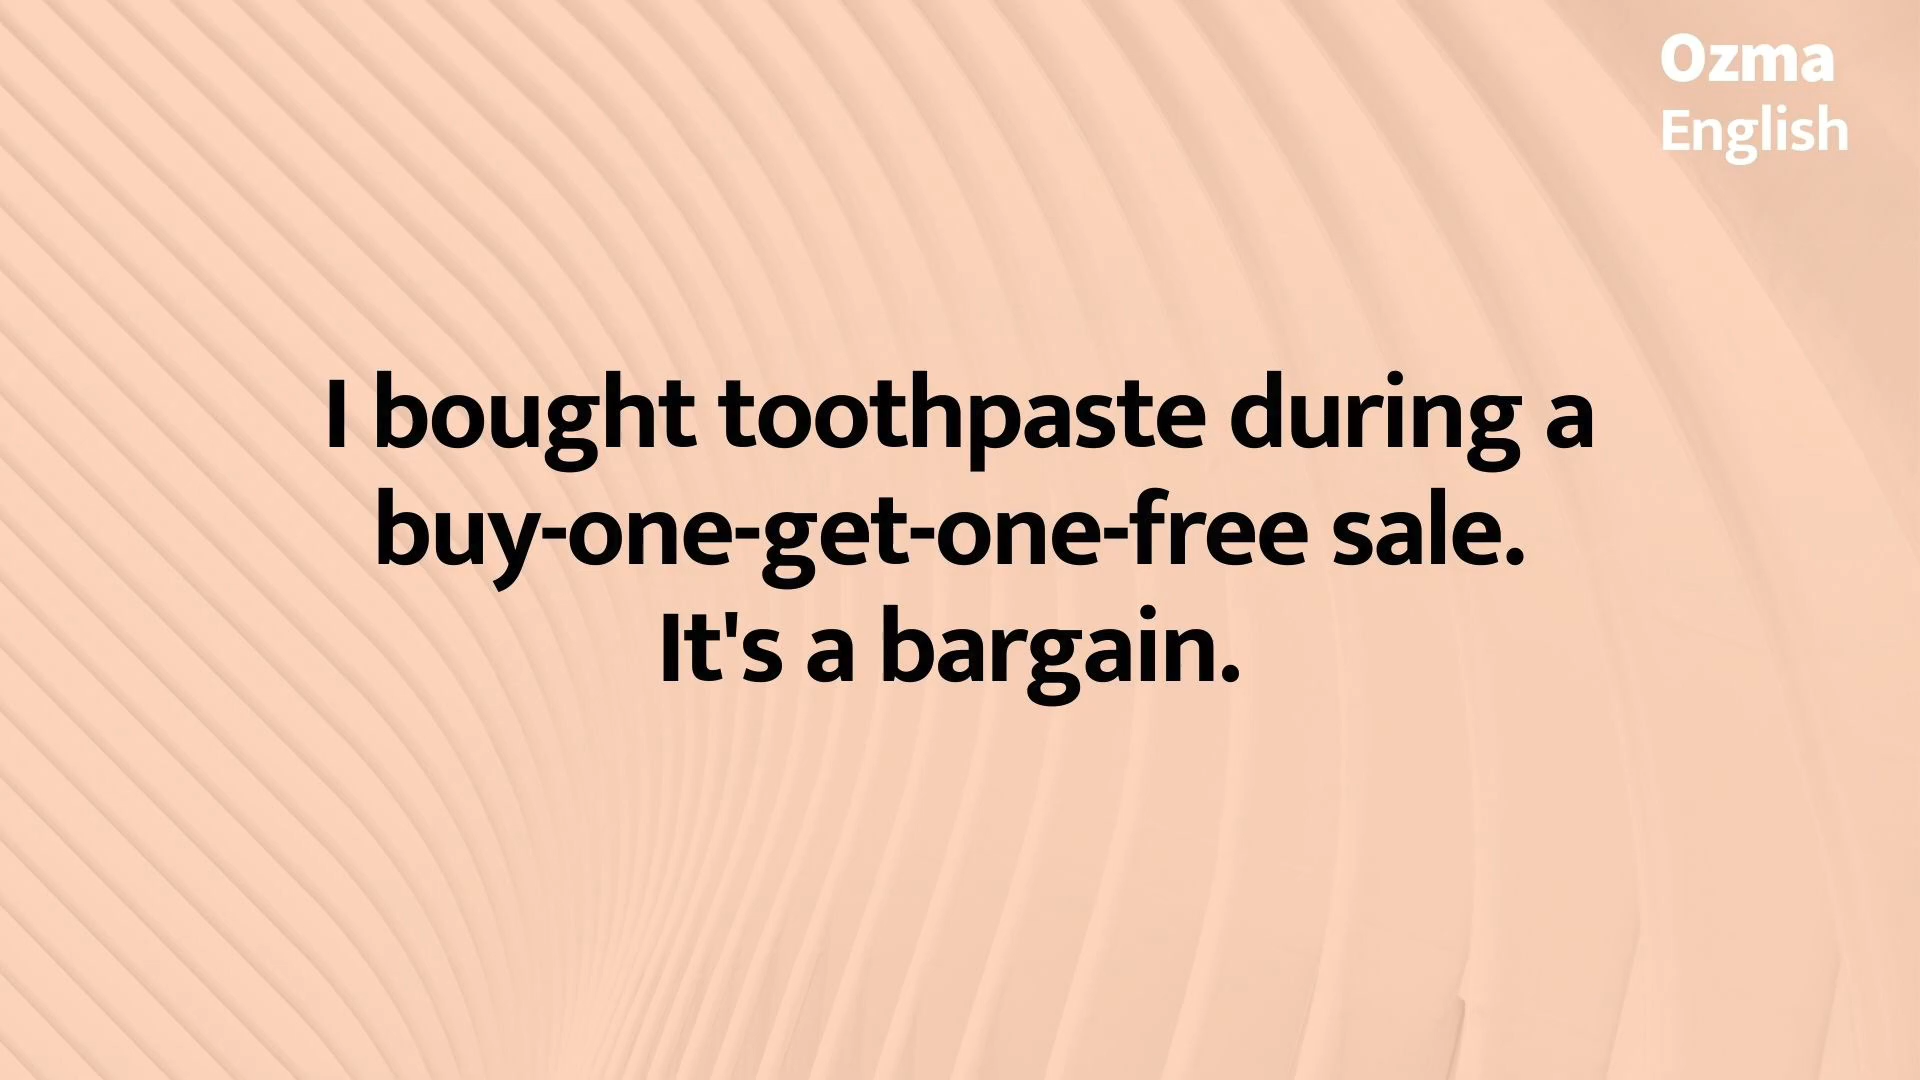 Ozma
English
I bought toothpaste during a
buy-one-get-one-free sale.
It's a bargain.